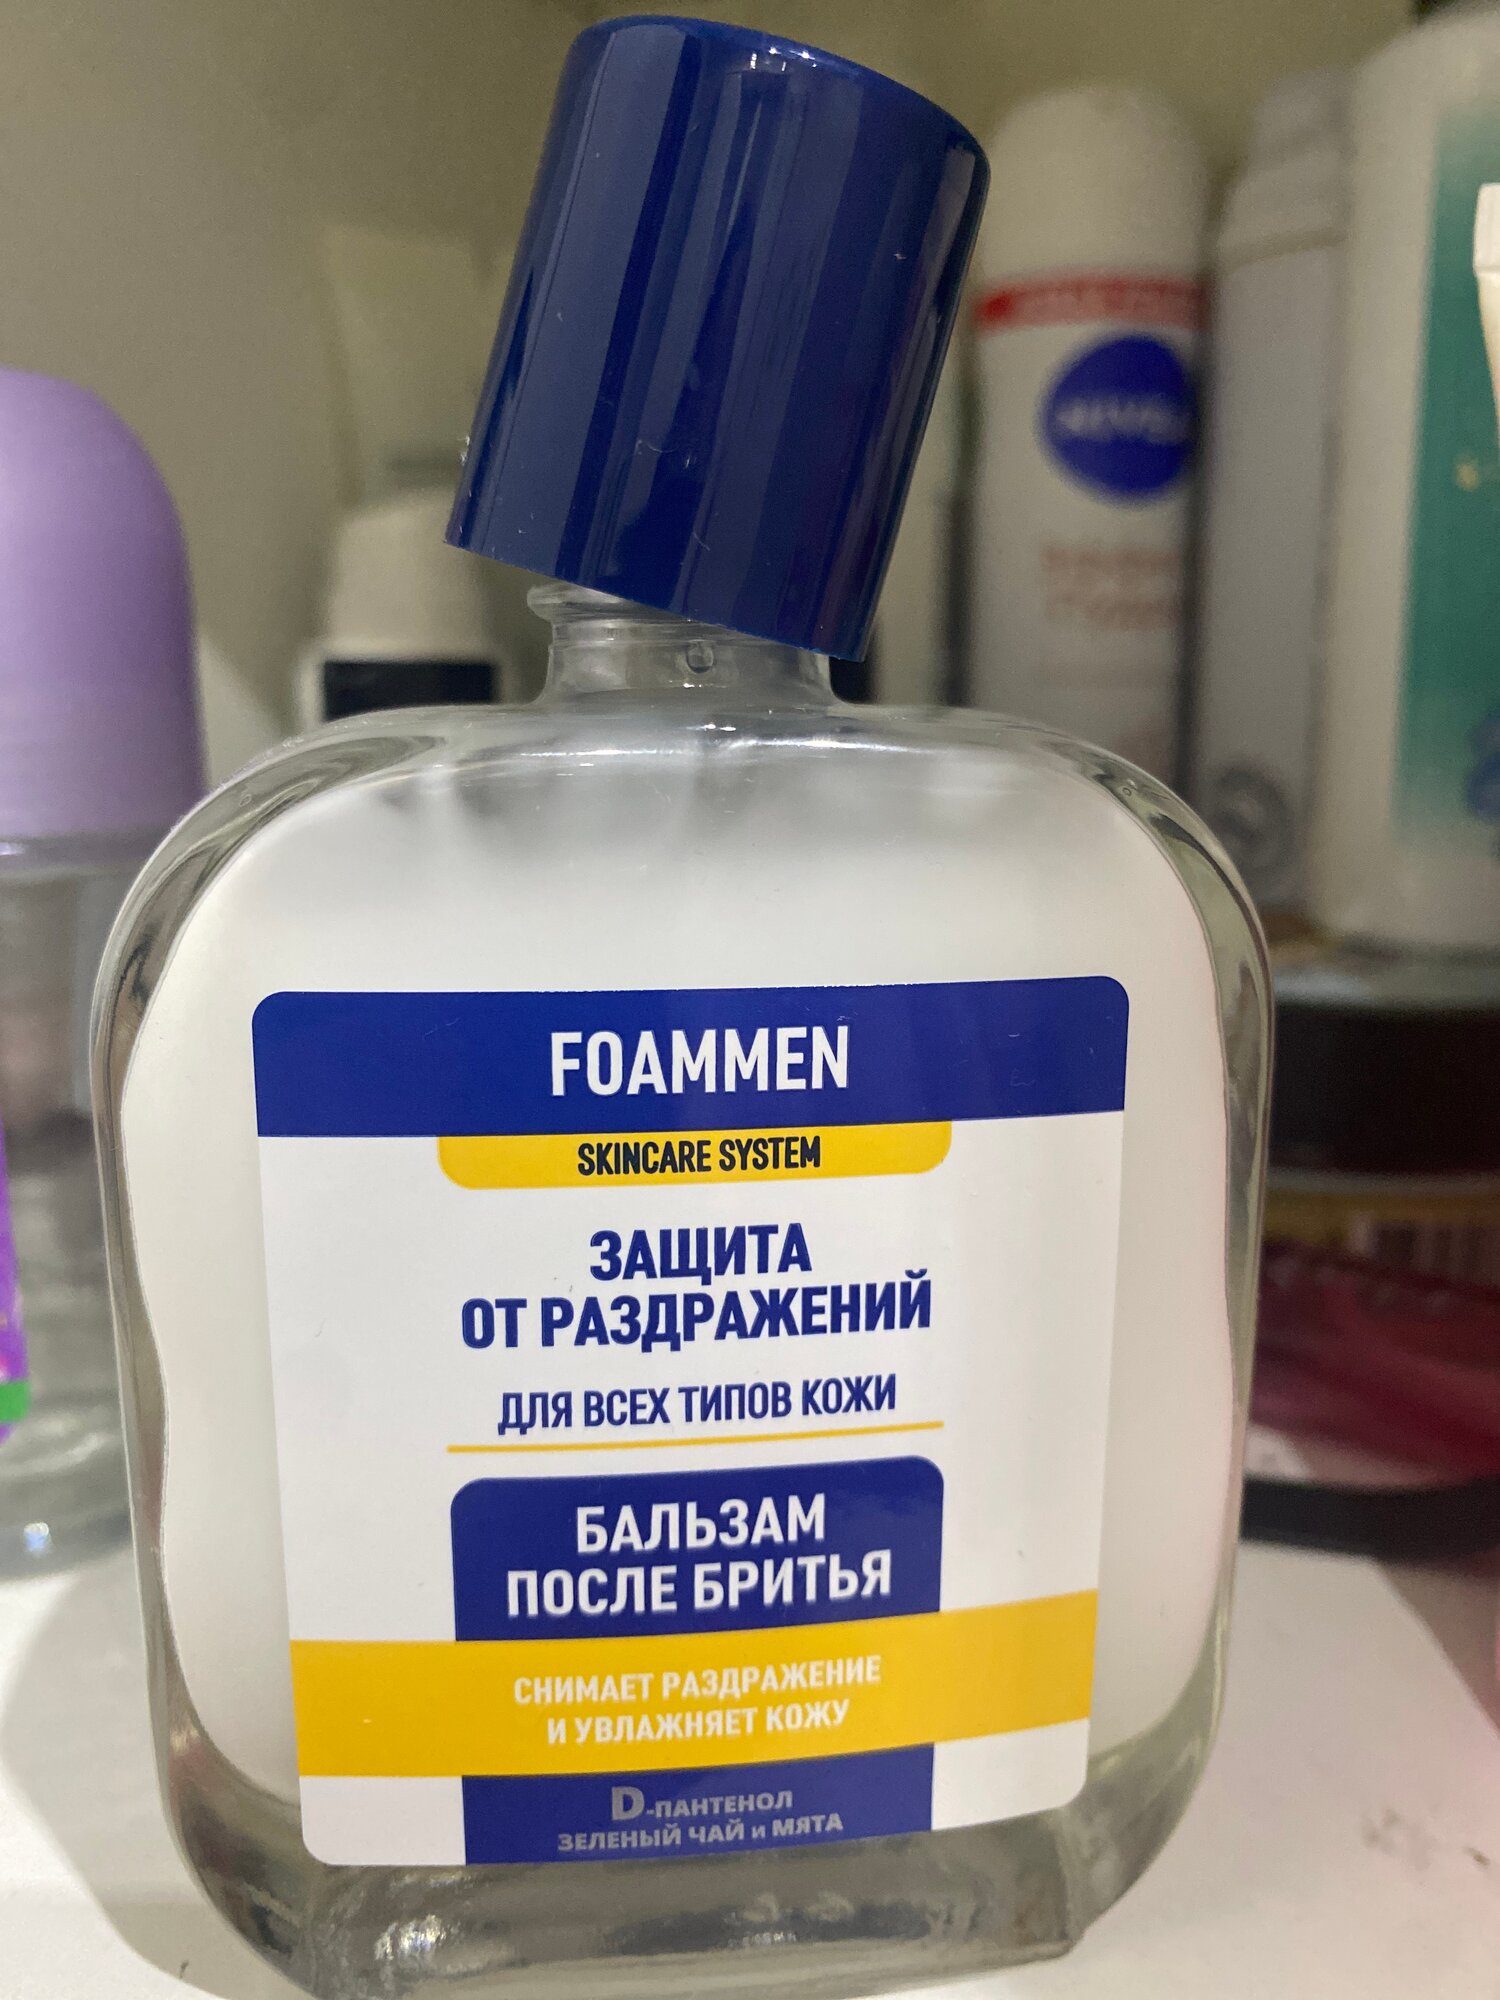 FOAMMEN
SKINCARE SYSTEM
ЗАЩИТА
ОТ РАЗДРАЖЕНИЙ
ДЛЯ ВСЕХ ТИПОВ КОЖИ
БАЛЬЗАМ
ПОСЛЕ БРИТЬЯ
СНИМАЕТ РАЗДРАЖЕНИЕ
И УВЛАЖНЯЕТ КОЖУ
D-ПАНТЕНОЛ
ЗЕЛЕНЫЙ ЧАЙ и МЯТА
NIVEA